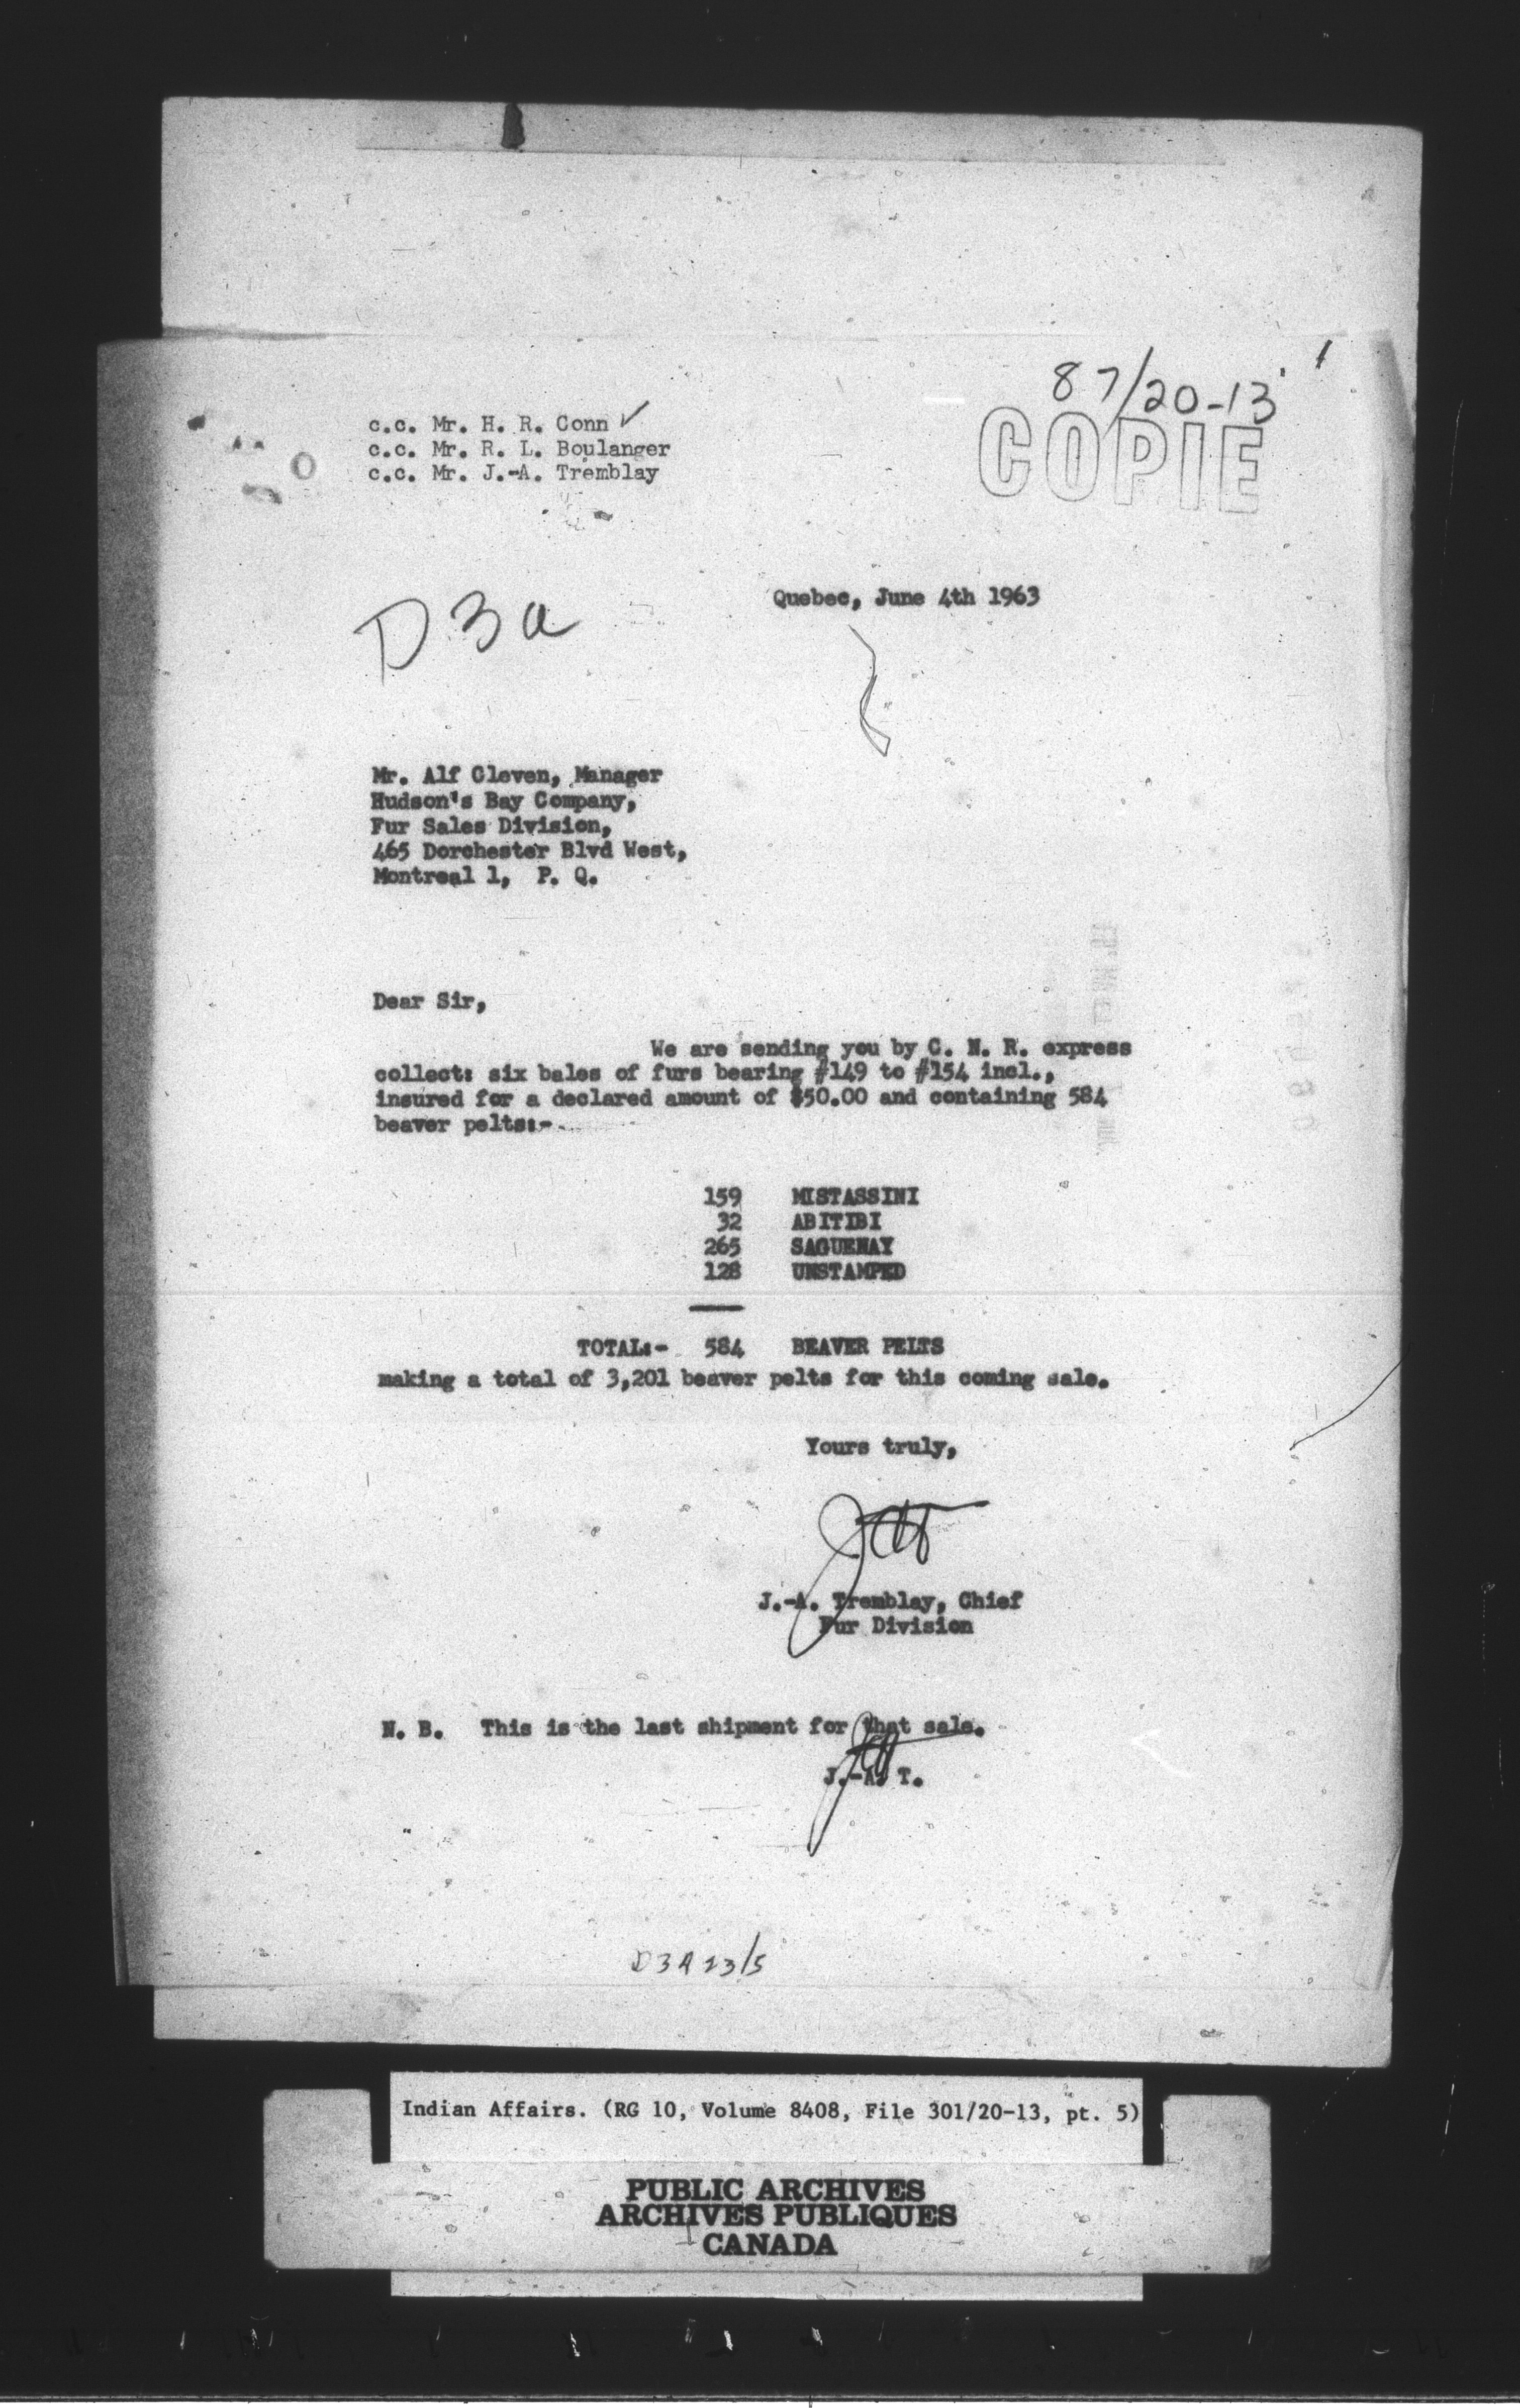 87/20-13
COPIE
c.c. Mr. H. R. Conn ✓
c.c. Mr. R. L. Boulanger
c.c. Mr. J.-A. Tremblay
Quebec, June 4th 1963
D3a
Mr. Alf Cleven, Manager
Hudson's Bay Company,
Fur Sales Division,
465 Dorchester Blvd West,
Montreal 1, P. Q.
Dear Sir,
We are sending you by C. N. R. express
collect: six bales of furs bearing #149 to #154 incl.,
insured for a declared amount of $50.00 and containing 584
beaver pelts:-
159 MISTASSINI
32 ABITIBI
265 SAGUENAY
128 UNSTAMPED
TOTAL:- 584 BEAVER PELTS
making a total of 3,201 beaver pelts for this coming sale.
Yours truly,
JAT
J.-A. Tremblay, Chief
Fur Division
N. B. This is the last shipment for that sale.
JAT
J.-A. T.
D3A 23/5
Indian Affairs. (RG 10, Volume 8408, File 301/20-13, pt. 5)
PUBLIC ARCHIVES
ARCHIVES PUBLIQUES
CANADA